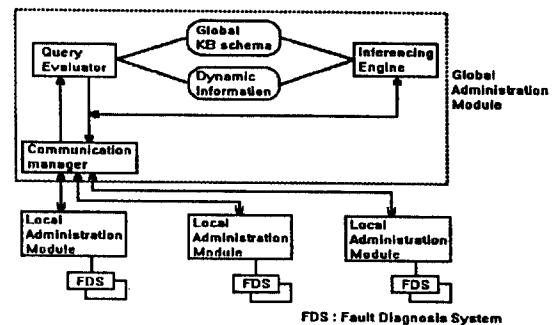 Global
KB schema
Query
Evaluator
Inferencing
Engine
Dynamic
Information
Global
Administration
Module
Communication
manager
Local
Administration
Module
Local
Administration
Module
Local
Administration
Module
FDS
FDS
FDS
FDS : Fault Diagnosis System